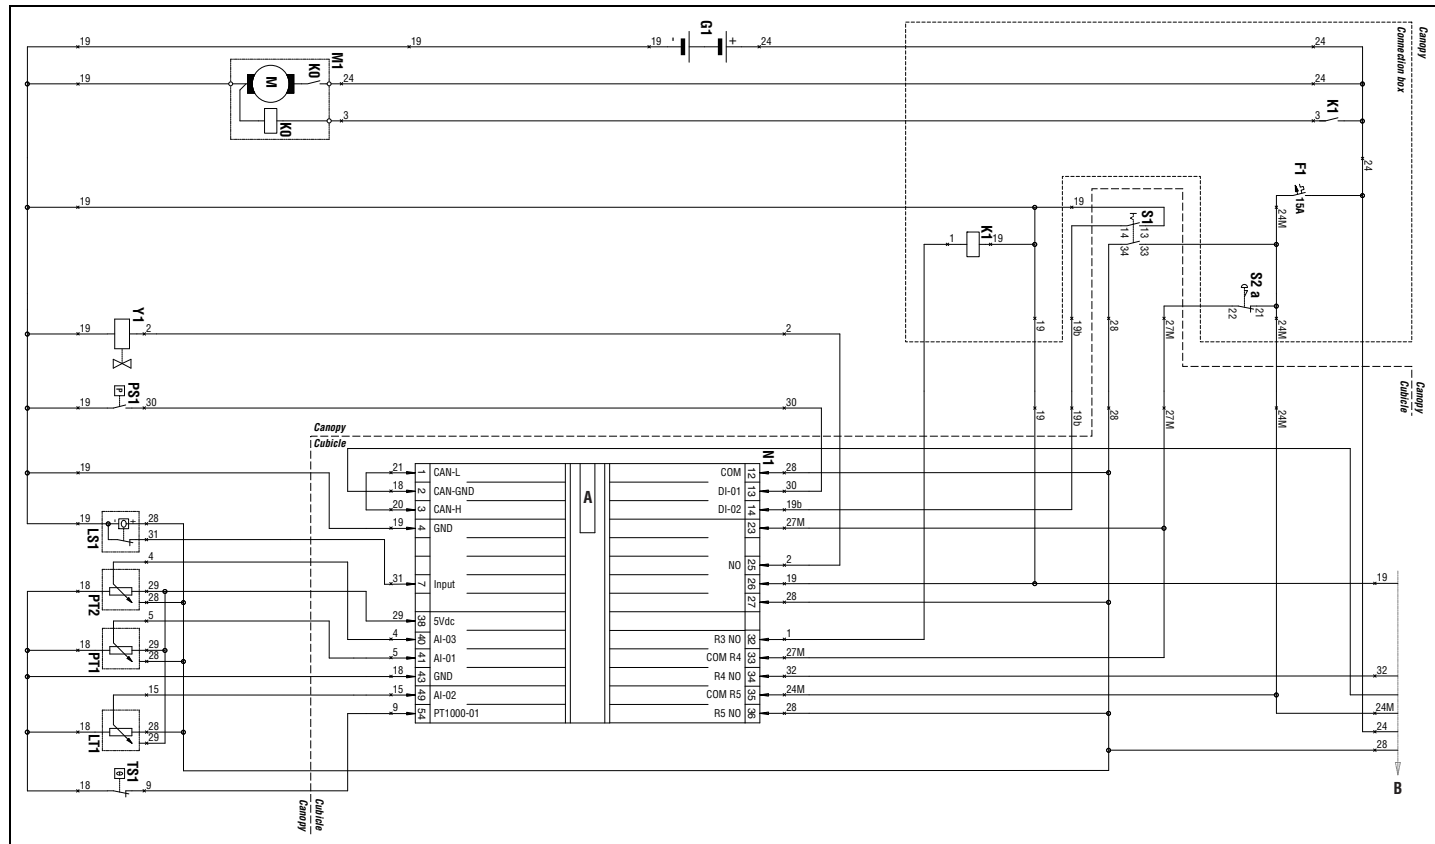 19 19 19 - G1 + 24 24
Canopy
Connection box
19 M1 K0 M 24 24
K0 3 3 K1
24
F1
15A
24M
19 19
S1
13 14
33 34
1 K1 19
S2 a
21 22
19 Y1 2 2
19 19b 28 27M 24M
Canopy
Cubicle
19 PS1 P 30 30
19 19b 28 27M 24M
Canopy
Cubicle
N1
A
19
21 1 CAN-L COM 12 28
18 2 CAN-GND DI-01 13 30
20 3 CAN-H DI-02 14 19b
19 4 GND 23 27M
19 LS1 - + 28
31
NO 25 2
4
31 7 Input 26 19 19
18 PT2 29
28
27 28
5
29 38 5Vdc
4 40 AI-03 R3 NO 32 1
18 PT1 29
28
5 41 AI-01 COM R4 33 27M
18 43 GND R4 NO 34 32 32
15
15 49 AI-02 COM R5 35 24M
9 54 PT1000-01 R5 NO 36 28
24M
18 LT1 28
29
24
28
18 TS1 θ 9
B
Cubicle
Canopy